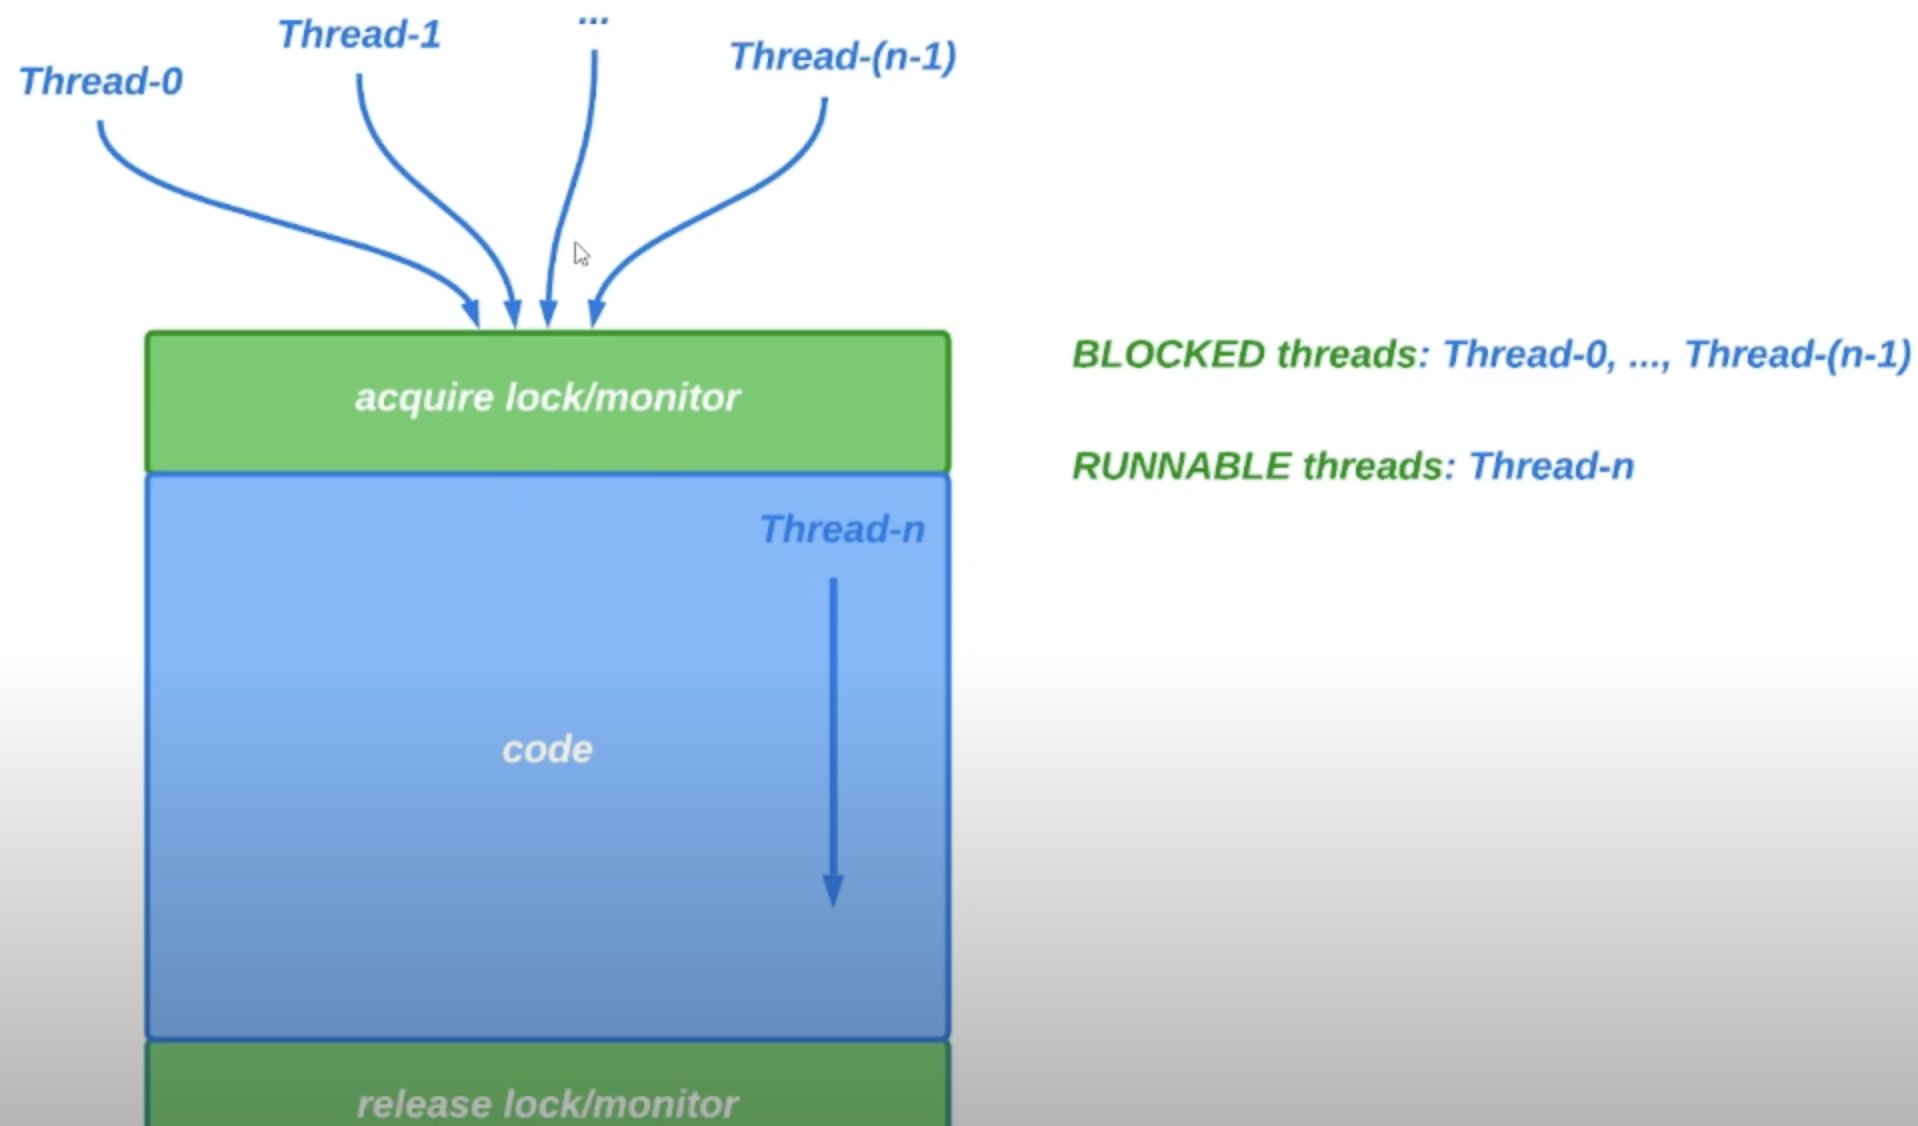 ...
Thread-1
Thread-(n-1)
Thread-0
acquire lock/monitor
BLOCKED threads: Thread-0, ..., Thread-(n-1)
RUNNABLE threads: Thread-n
Thread-n
code
release lock/monitor